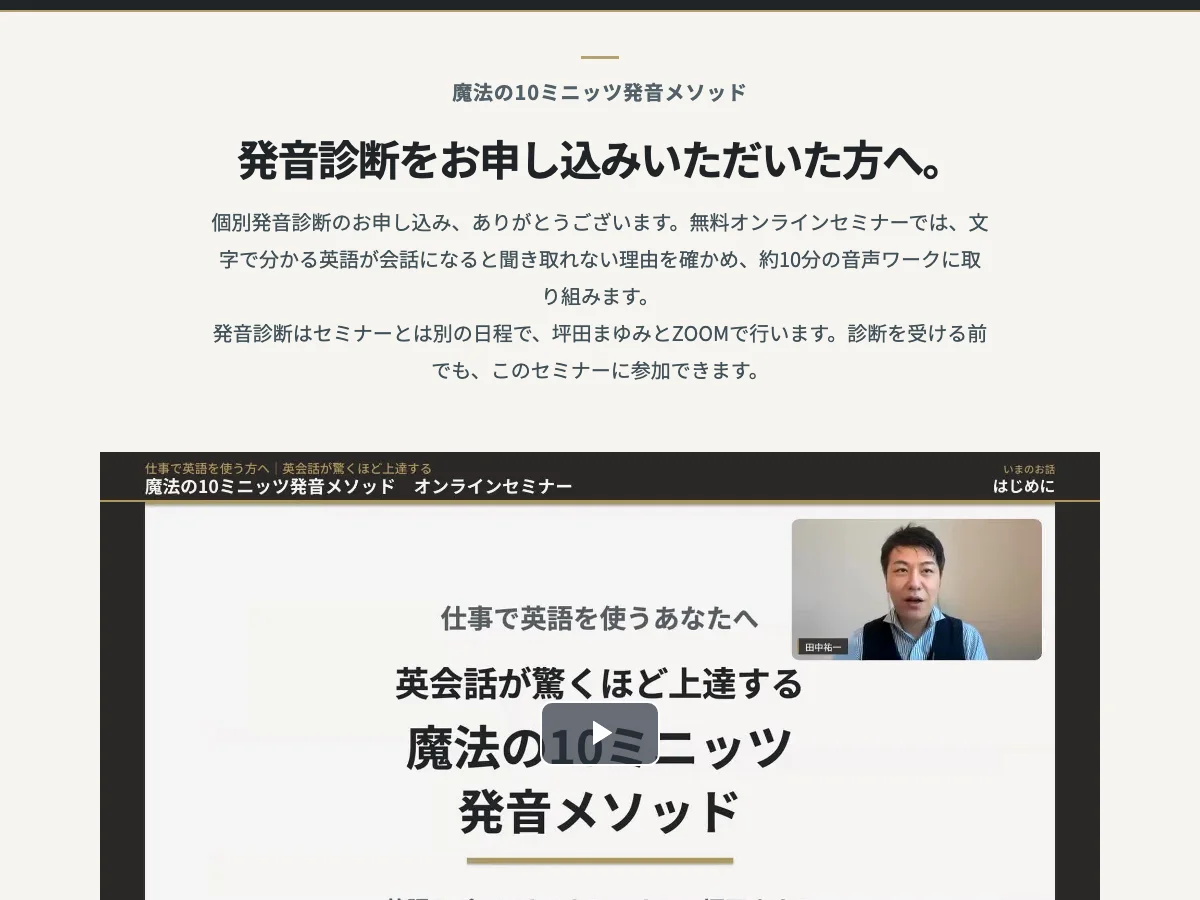 魔法の10ミニッツ発音メソッド
発音診断をお申し込みいただいた方へ。
個別発音診断のお申し込み、ありがとうございます。無料オンラインセミナーでは、文
字で分かる英語が会話になると聞き取れない理由を確かめ、約10分の音声ワークに取
り組みます。
発音診断はセミナーとは別の日程で、坪田まゆみとZOOMで行います。診断を受ける前
でも、このセミナーに参加できます。
仕事で英語を使う方へ｜英会話が驚くほど上達する
魔法の10ミニッツ発音メソッド　オンラインセミナー
いまのお話
はじめに
田中祐一
仕事で英語を使うあなたへ
英会話が驚くほど上達する
魔法の10ミニッツ
発音メソッド